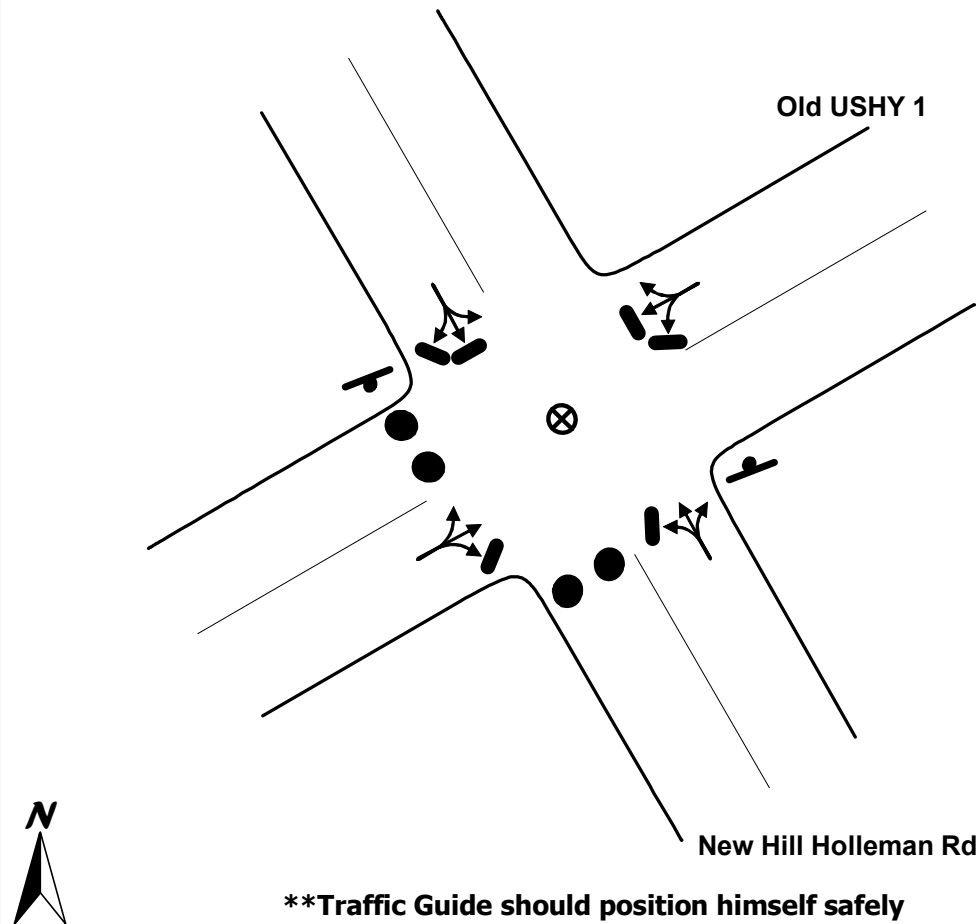 Old USHY 1
New Hill Holleman Rd
N
**Traffic Guide should position himself safely